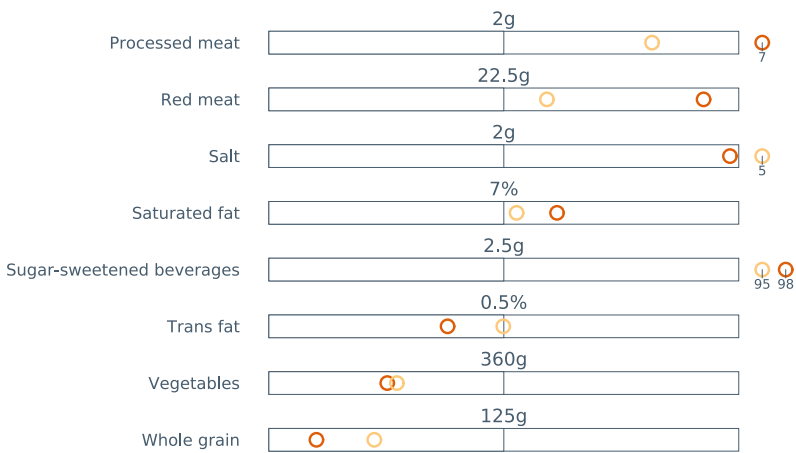 2g
Processed meat
7
22.5g
Red meat
2g
Salt
5
7%
Saturated fat
2.5g
Sugar-sweetened beverages
95 98
0.5%
Trans fat
360g
Vegetables
125g
Whole grain